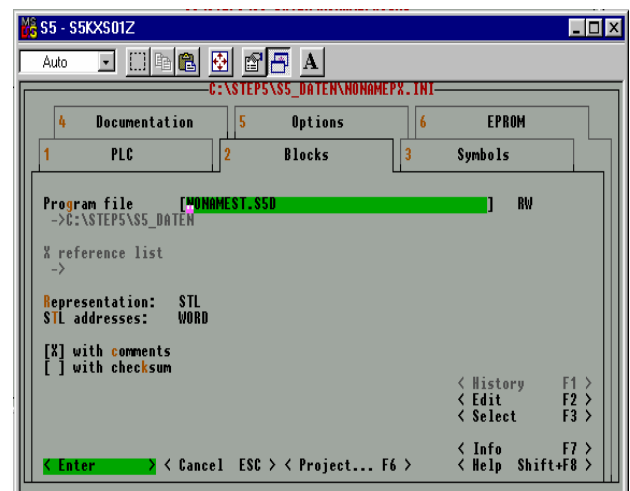 S5 - S5KXS01Z
Auto A
C:\STEP5\S5_DATEN\NONAMEPX.INI
4 Documentation 5 Options 6 EPROM
1 PLC 2 Blocks 3 Symbols
Program file [NONAMEST.S5D ] RW
->C:\STEP5\S5_DATEN
X reference list
->
Representation: STL
STL addresses: WORD
[X] with comments
[ ] with checksum
< History F1 >
< Edit F2 >
< Select F3 >
< Info F7 >
< Enter > < Cancel ESC > < Project... F6 > < Help Shift+F8 >